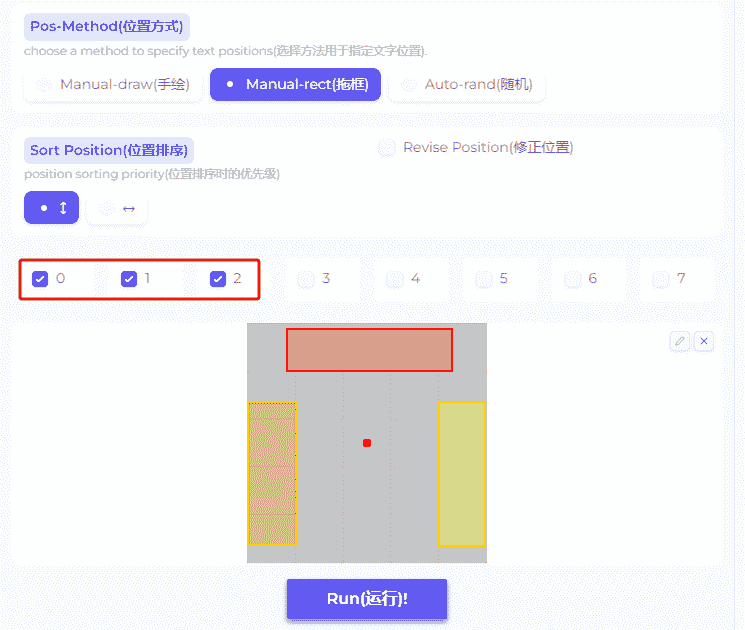 Pos-Method(位置方式)
choose a method to specify text positions(选择方法用于指定文字位置).
Manual-draw(手绘) Manual-rect(拖框) Auto-rand(随机)
Sort Position(位置排序) Revise Position(修正位置)
position sorting priority(位置排序时的优先级)
↕ ↔
0 1 2 3 4 5 6 7
Run(运行)!